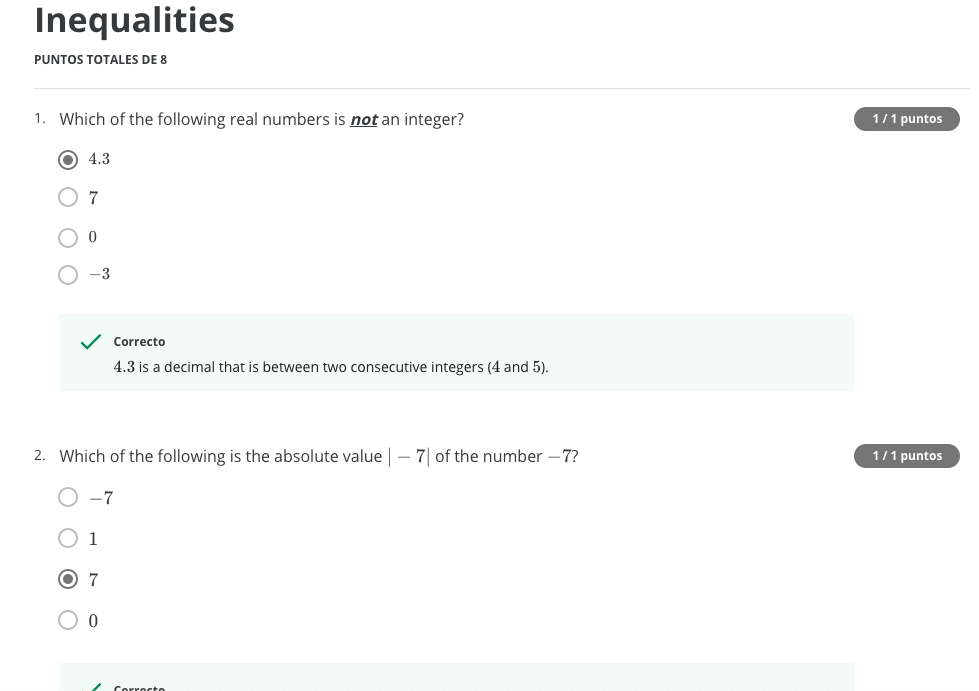 Inequalities
PUNTOS TOTALES DE 8
1. Which of the following real numbers is not an integer?
1 / 1 puntos
4.3
7
0
−3
Correcto
4.3 is a decimal that is between two consecutive integers (4 and 5).
2. Which of the following is the absolute value | − 7| of the number −7?
1 / 1 puntos
−7
1
7
0
Correcto